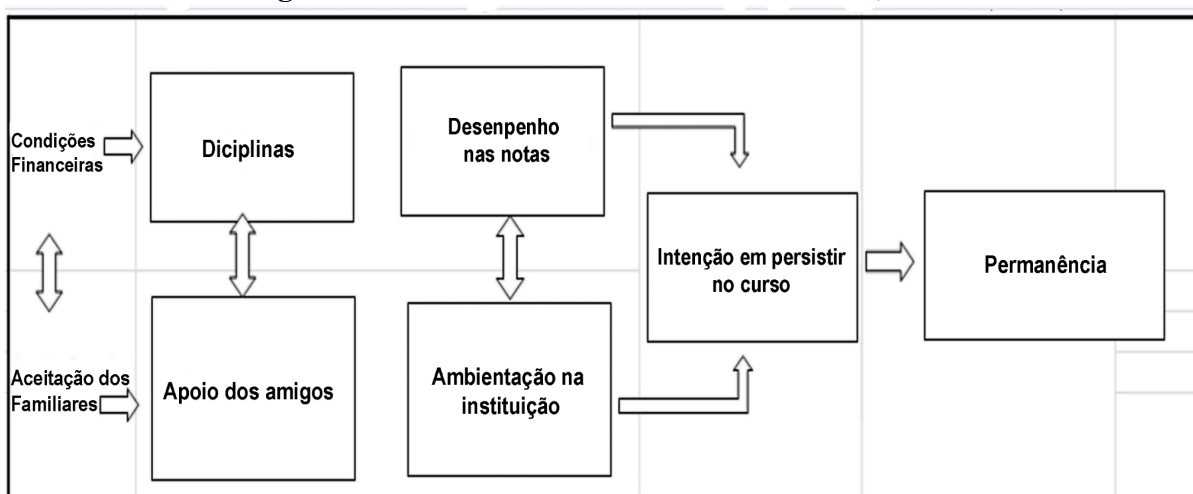 Condições
Financeiras
Diciplinas
Desenpenho
nas notas
Intenção em persistir
no curso
Permanência
Aceitação dos
Familiares
Apoio dos amigos
Ambientação na
instituição